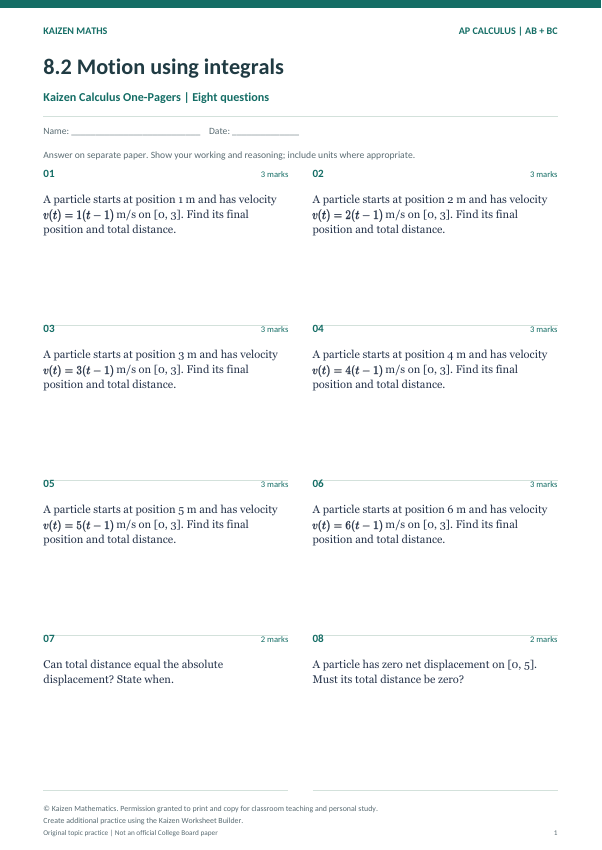 KAIZEN MATHS
AP CALCULUS | AB + BC
8.2 Motion using integrals
Kaizen Calculus One-Pagers | Eight questions
Name: ____________________________ Date: ______________
Answer on separate paper. Show your working and reasoning; include units where appropriate.
01 3 marks
A particle starts at position 1 m and has velocity
v(t) = 1(t − 1) m/s on [0, 3]. Find its final
position and total distance.
02 3 marks
A particle starts at position 2 m and has velocity
v(t) = 2(t − 1) m/s on [0, 3]. Find its final
position and total distance.
03 3 marks
A particle starts at position 3 m and has velocity
v(t) = 3(t − 1) m/s on [0, 3]. Find its final
position and total distance.
04 3 marks
A particle starts at position 4 m and has velocity
v(t) = 4(t − 1) m/s on [0, 3]. Find its final
position and total distance.
05 3 marks
A particle starts at position 5 m and has velocity
v(t) = 5(t − 1) m/s on [0, 3]. Find its final
position and total distance.
06 3 marks
A particle starts at position 6 m and has velocity
v(t) = 6(t − 1) m/s on [0, 3]. Find its final
position and total distance.
07 2 marks
Can total distance equal the absolute
displacement? State when.
08 2 marks
A particle has zero net displacement on [0, 5].
Must its total distance be zero?
© Kaizen Mathematics. Permission granted to print and copy for classroom teaching and personal study.
Create additional practice using the Kaizen Worksheet Builder.
Original topic practice | Not an official College Board paper
1